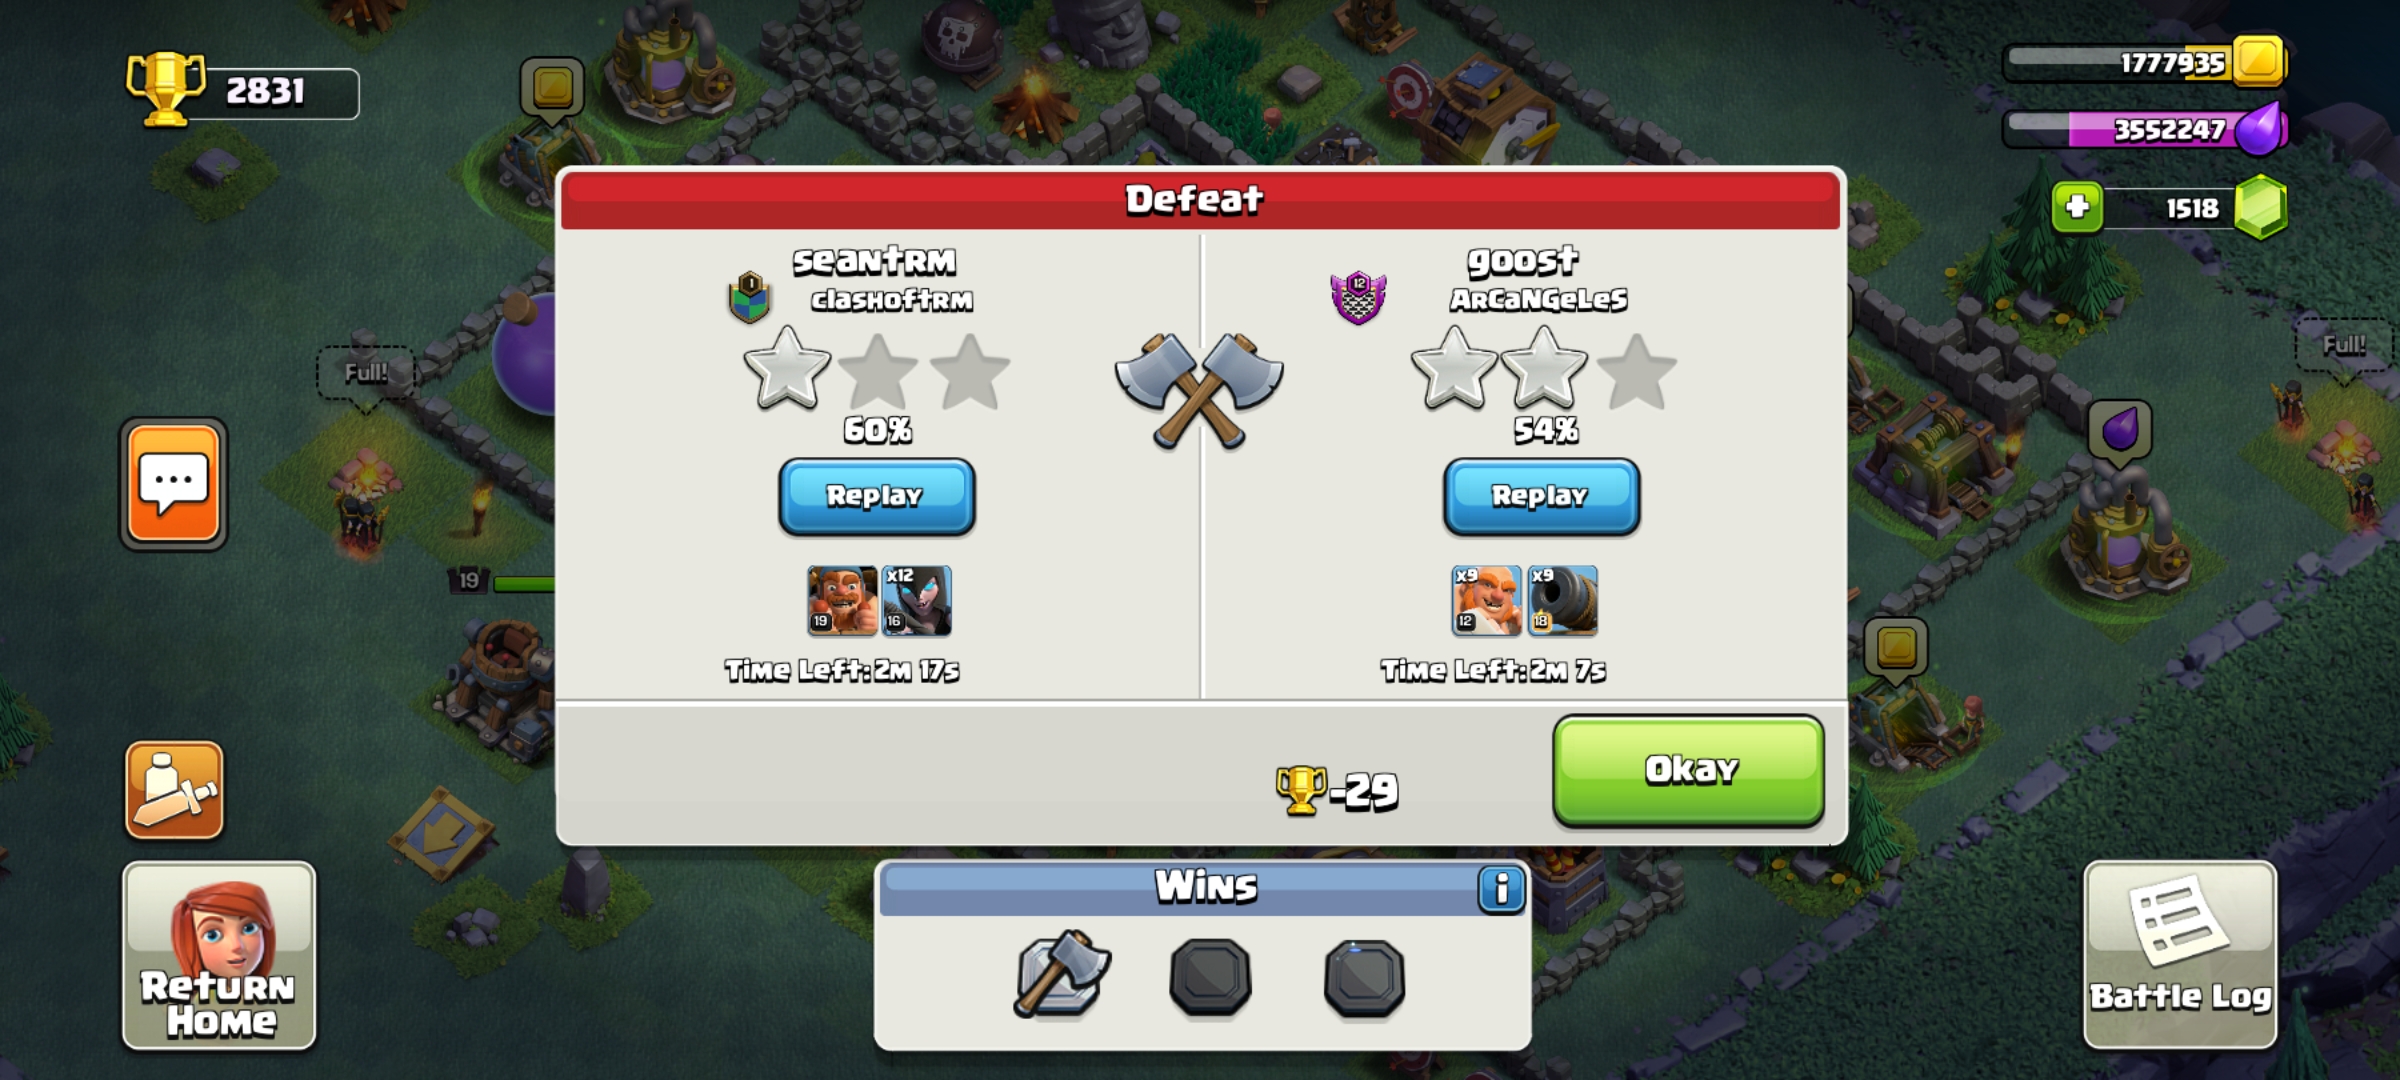 2831
1777935
3552247
1518
Defeat
seantRM
clashoftRM
1
60%
Replay
19
x12
16
Time Left: 2M 17s
goost
ARCaNGeLeS
12
54%
Replay
x9
12
x9
18
Time Left: 2M 7s
-29
Okay
Full!
Full!
19
Wins
i
Return
Home
Battle Log